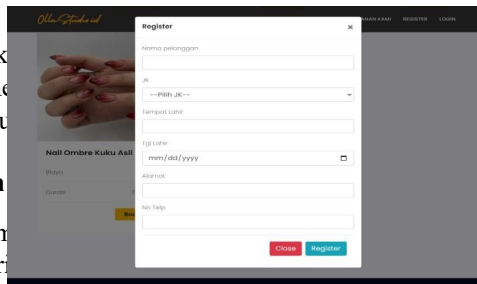 Olla Studio id
ANAN KAMI REGISTER LOGIN
Register ×
Nama pelanggan
JK
--Pilih JK--
Tempat Lahir
Tgl Lahir
mm/dd/yyyy
Alamat
No Telp
Close Register
Nail Ombre Kuku Asli
Biaya
Durasi